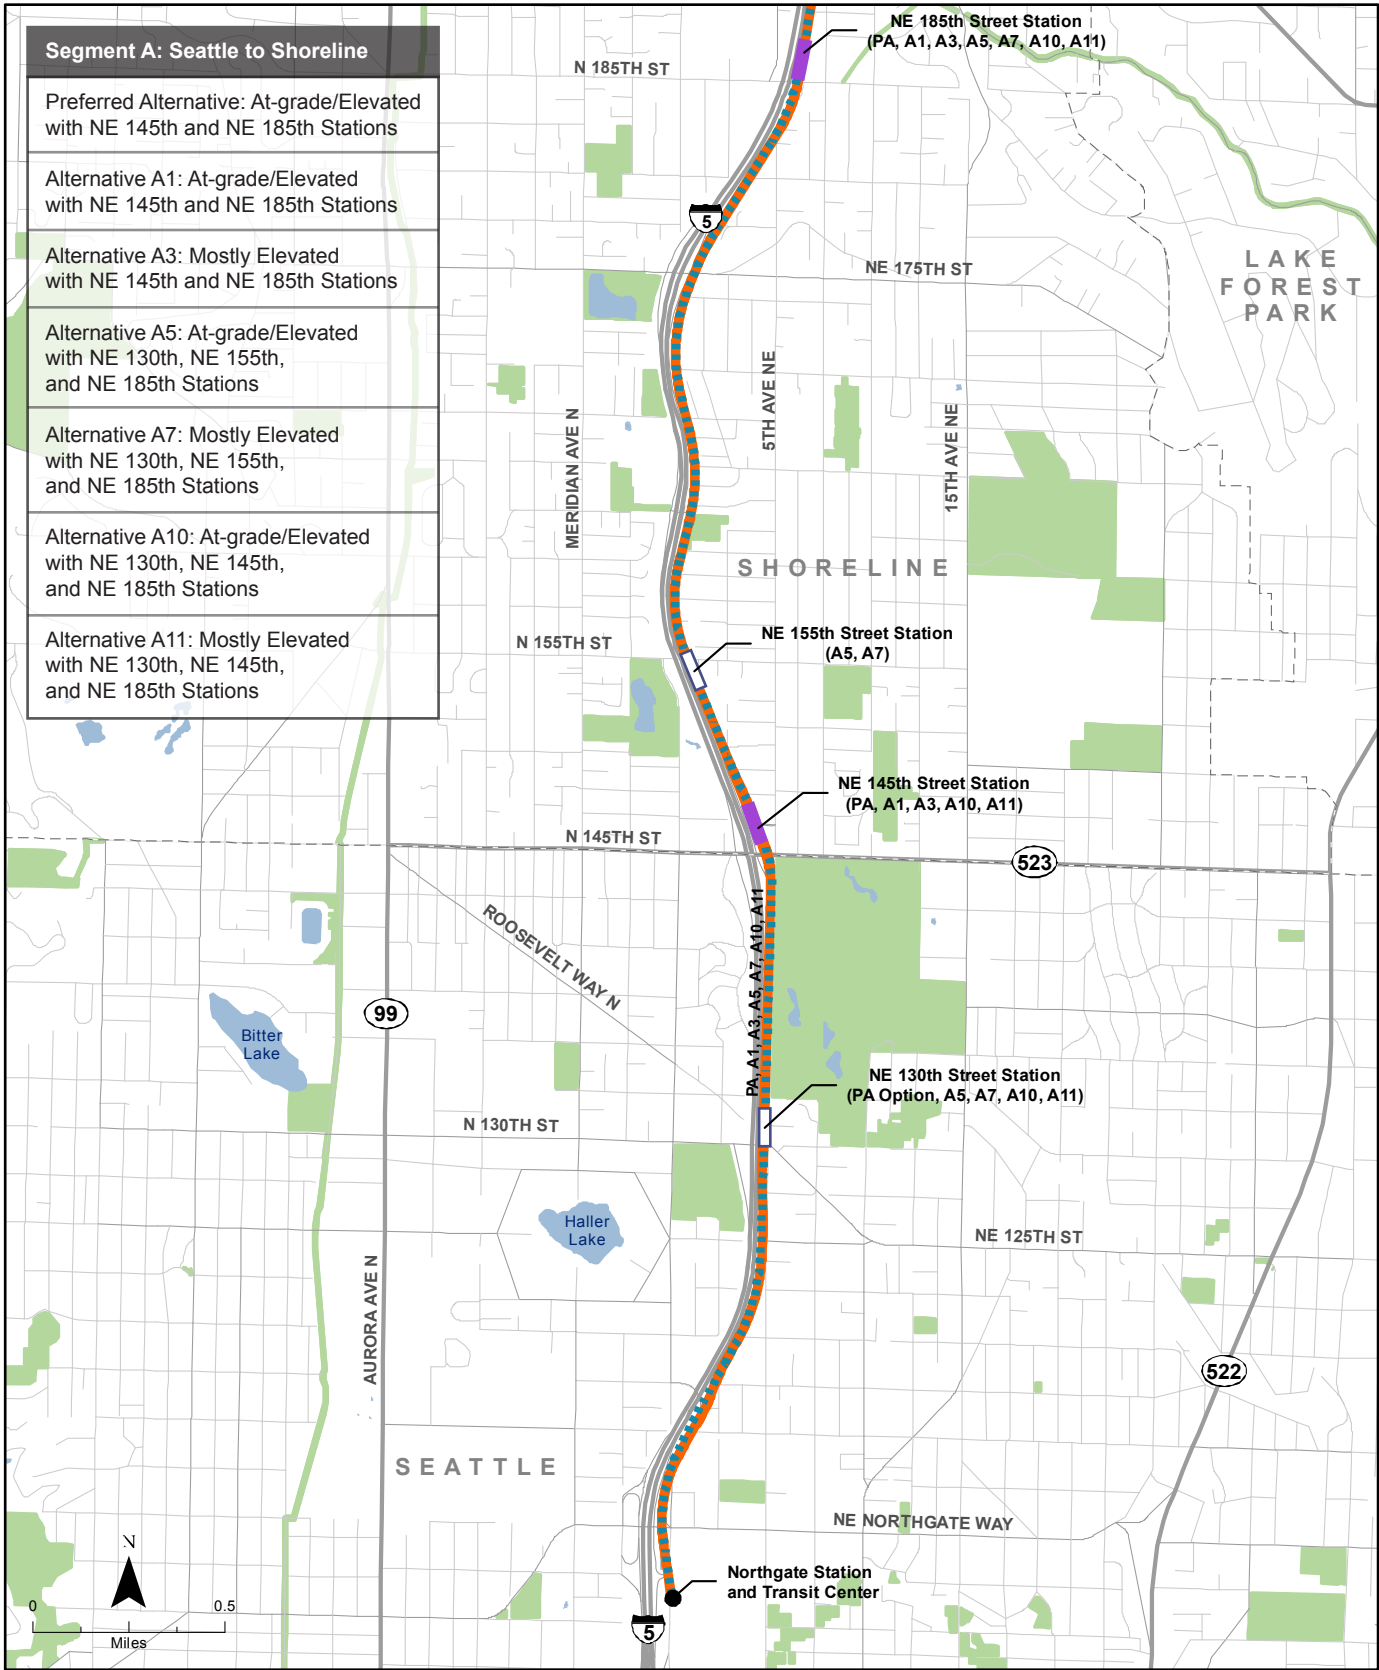 Segment A: Seattle to Shoreline
Preferred Alternative: At-grade/Elevated
with NE 145th and NE 185th Stations
Alternative A1: At-grade/Elevated
with NE 145th and NE 185th Stations
Alternative A3: Mostly Elevated
with NE 145th and NE 185th Stations
Alternative A5: At-grade/Elevated
with NE 130th, NE 155th,
and NE 185th Stations
Alternative A7: Mostly Elevated
with NE 130th, NE 155th,
and NE 185th Stations
Alternative A10: At-grade/Elevated
with NE 130th, NE 145th,
and NE 185th Stations
Alternative A11: Mostly Elevated
with NE 130th, NE 145th,
and NE 185th Stations
NE 185th Street Station
(PA, A1, A3, A5, A7, A10, A11)
N 185TH ST
5
NE 175TH ST
LAKE
FOREST
PARK
5TH AVE NE
MERIDIAN AVE N
15TH AVE NE
SHORELINE
N 155TH ST
NE 155th Street Station
(A5, A7)
NE 145th Street Station
(PA, A1, A3, A10, A11)
N 145TH ST
523
ROOSEVELT WAY N
PA, A1, A3, A5, A7, A10, A11
99
Bitter
Lake
NE 130th Street Station
(PA Option, A5, A7, A10, A11)
N 130TH ST
Haller
Lake
NE 125TH ST
AURORA AVE N
522
SEATTLE
NE NORTHGATE WAY
N
Northgate Station
and Transit Center
0 0.5
Miles
5